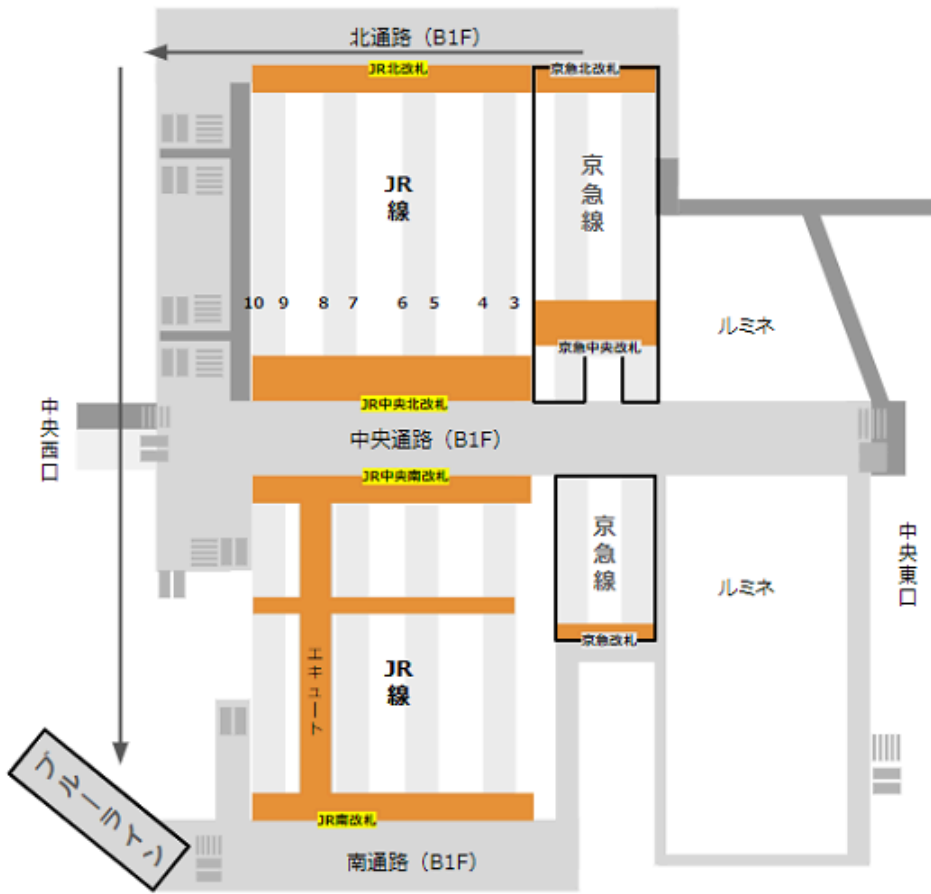 北通路（B1F）
JR北改札
京急北改札
JR
線
京急線
10 9 8 7 6 5 4 3
ルミネ
京急中央改札
JR中央北改札
中央西口
中央通路（B1F）
JR中央南改札
京急線
中央東口
ルミネ
京急改札
エキュート
JR
線
ブルーライン
JR南改札
南通路（B1F）